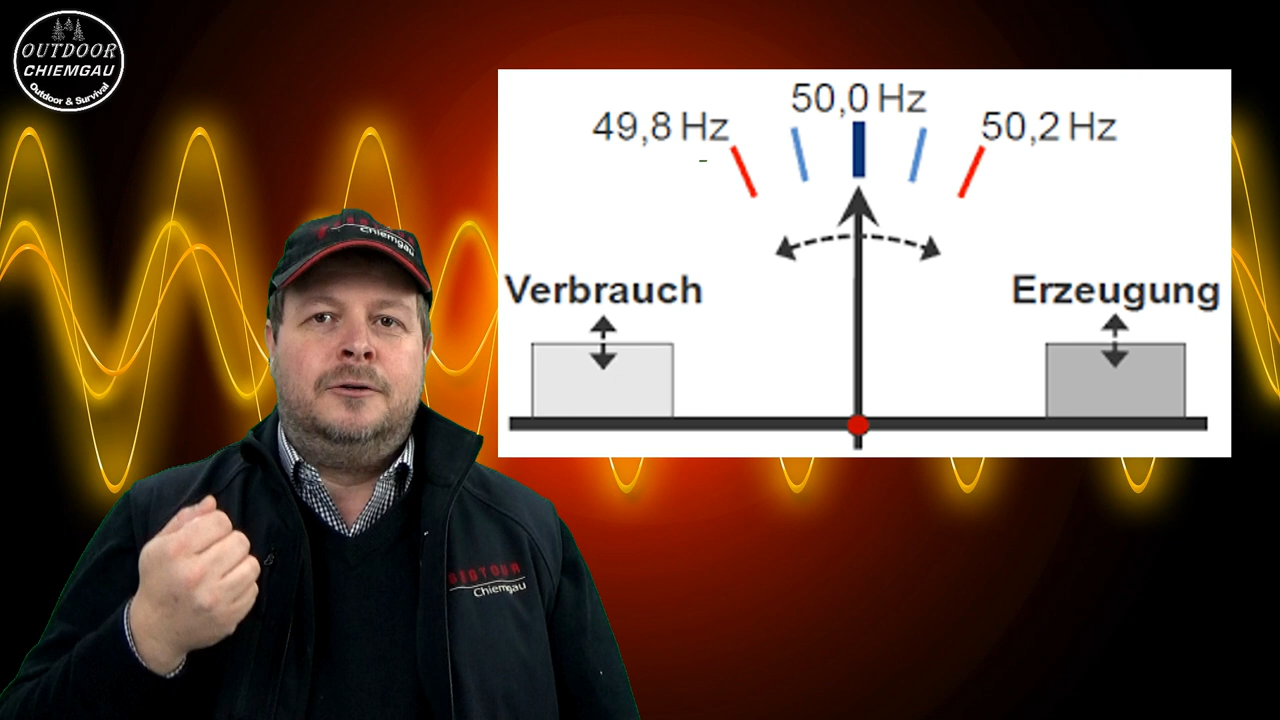 OUTDOOR
CHIEMGAU
Outdoor & Survival
50,0 Hz
49,8 Hz
50,2 Hz
Verbrauch
Erzeugung
Chiemgau
Chiemgau